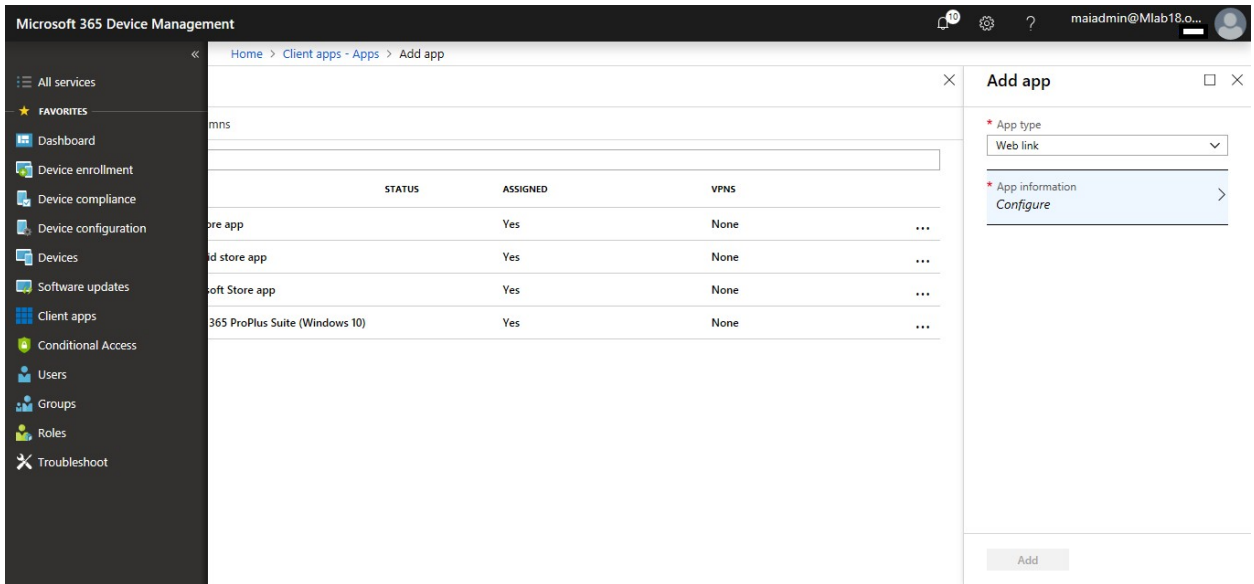 Microsoft 365 Device Management
10
?
maiadmin@Mlab18.o...
«
Home > Client apps - Apps > Add app
All services
FAVORITES
Dashboard
Device enrollment
Device compliance
Device configuration
Devices
Software updates
Client apps
Conditional Access
Users
Groups
Roles
Troubleshoot
mns
STATUS ASSIGNED VPNS
ore app Yes None ...
id store app Yes None ...
soft Store app Yes None ...
365 ProPlus Suite (Windows 10) Yes None ...
Add app
* App type
Web link
* App information
Configure
Add